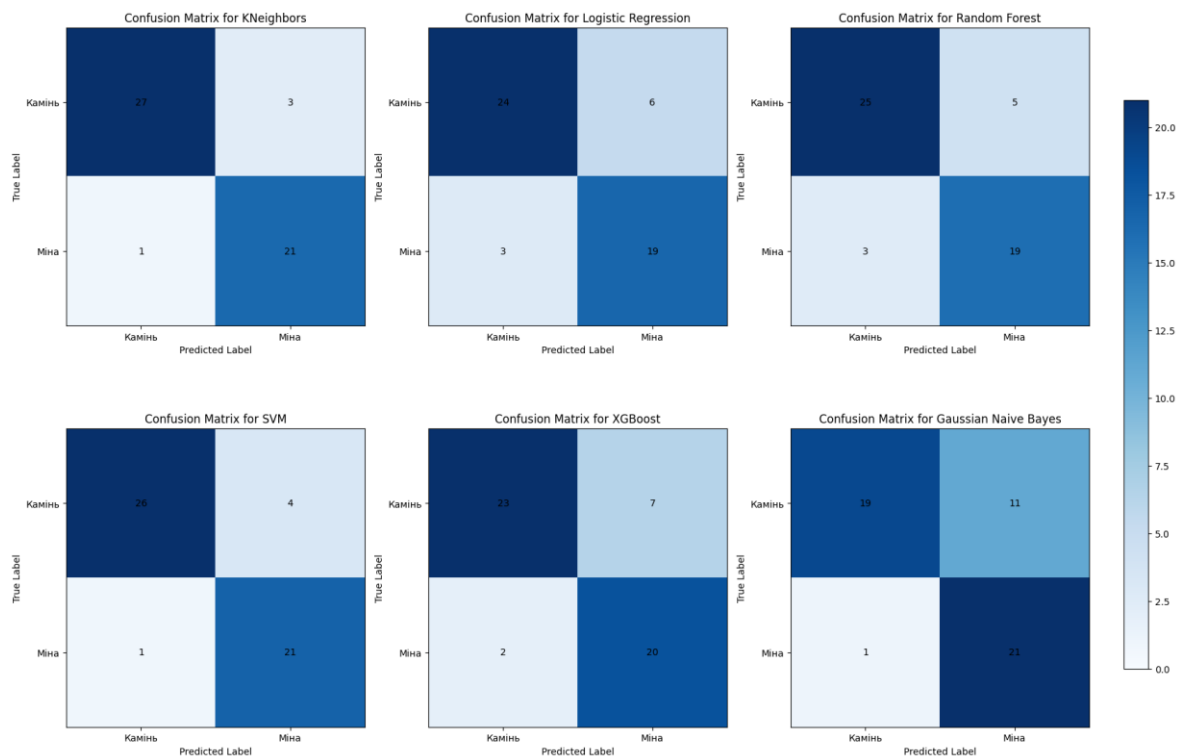 Confusion Matrix for KNeighbors
Камінь
27
3
Міна
1
21
True Label
Камінь
Міна
Predicted Label
Confusion Matrix for Logistic Regression
Камінь
24
6
Міна
3
19
True Label
Камінь
Міна
Predicted Label
Confusion Matrix for Random Forest
Камінь
25
5
Міна
3
19
True Label
Камінь
Міна
Predicted Label
Confusion Matrix for SVM
Камінь
26
4
Міна
1
21
True Label
Камінь
Міна
Predicted Label
Confusion Matrix for XGBoost
Камінь
23
7
Міна
2
20
True Label
Камінь
Міна
Predicted Label
Confusion Matrix for Gaussian Naive Bayes
Камінь
19
11
Міна
1
21
True Label
Камінь
Міна
Predicted Label
20.0
17.5
15.0
12.5
10.0
7.5
5.0
2.5
0.0